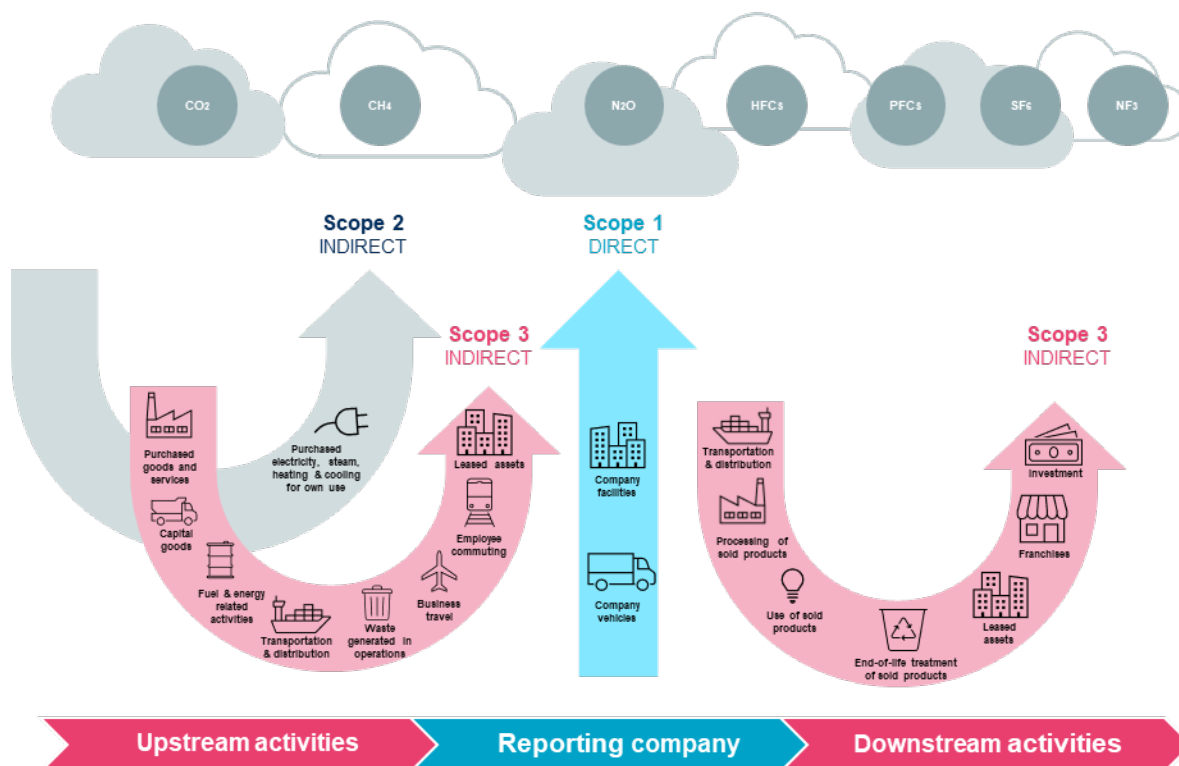 CO2
CH4
N2O
HFCs
PFCs
SF6
NF3
Scope 2
INDIRECT
Scope 1
DIRECT
Scope 3
INDIRECT
Scope 3
INDIRECT
Purchased
electricity, steam,
heating & cooling
for own use
Purchased
goods and
services
Capital
goods
Fuel & energy
related
activities
Transportation
& distribution
Waste
generated in
operations
Business
travel
Employee
commuting
Leased assets
Company
facilities
Company
vehicles
Transportation
& distribution
Processing of
sold products
Use of sold
products
End-of-life treatment
of sold products
Leased
assets
Franchises
Investment
Upstream activities
Reporting company
Downstream activities